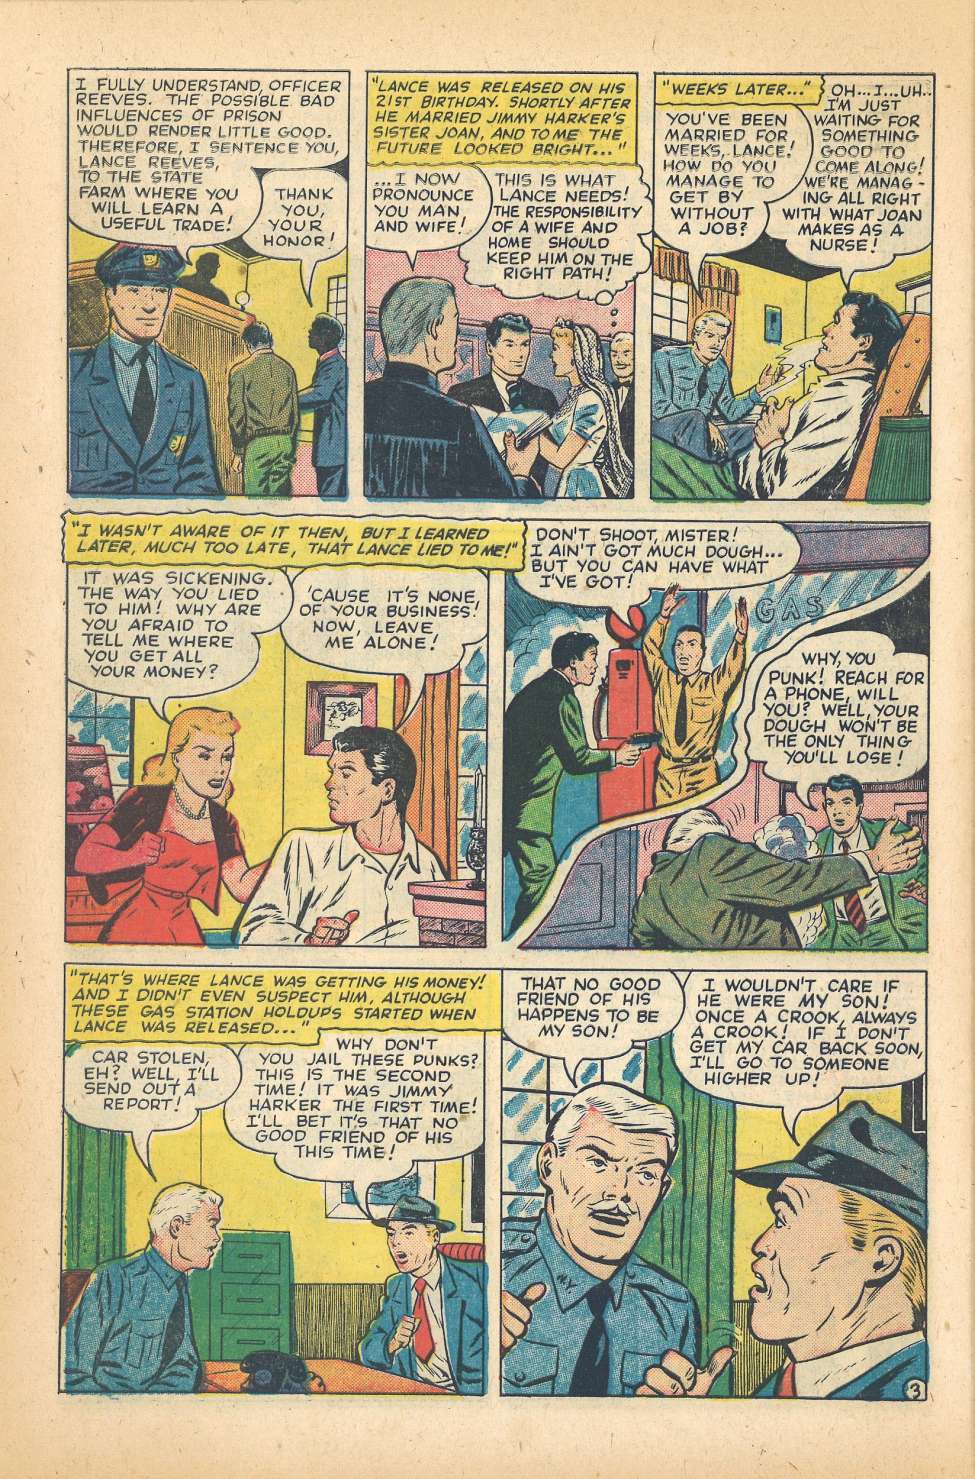 I FULLY UNDERSTAND, OFFICER
REEVES. THE POSSIBLE BAD
INFLUENCES OF PRISON
WOULD RENDER LITTLE GOOD.
THEREFORE, I SENTENCE YOU,
LANCE REEVES,
TO THE STATE
FARM WHERE YOU
WILL LEARN A
USEFUL TRADE!
THANK
YOU,
YOUR
HONOR!
"LANCE WAS RELEASED ON HIS
21ST BIRTHDAY. SHORTLY AFTER
HE MARRIED JIMMY HARKER'S
SISTER JOAN, AND TO ME THE
FUTURE LOOKED BRIGHT..."
...I NOW
PRONOUNCE
YOU MAN
AND WIFE!
THIS IS WHAT
LANCE NEEDS!
THE RESPONSIBILITY
OF A WIFE AND
HOME SHOULD
KEEP HIM ON THE
RIGHT PATH!
"WEEKS LATER..."
YOU'VE BEEN
MARRIED FOR
WEEKS, LANCE!
HOW DO YOU
MANAGE TO
GET BY
WITHOUT
A JOB?
OH...I...UH..
I'M JUST
WAITING FOR
SOMETHING
GOOD TO
COME ALONG!
WE'RE MANAG-
ING ALL RIGHT
WITH WHAT JOAN
MAKES AS A
NURSE!
"I WASN'T AWARE OF IT THEN, BUT I LEARNED
LATER, MUCH TOO LATE, THAT LANCE LIED TO ME!"
IT WAS SICKENING.
THE WAY YOU LIED
TO HIM! WHY ARE
YOU AFRAID TO
TELL ME WHERE
YOU GET ALL
YOUR MONEY?
'CAUSE IT'S NONE
OF YOUR BUSINESS!
NOW, LEAVE
ME ALONE!
DON'T SHOOT, MISTER!
I AIN'T GOT MUCH DOUGH...
BUT YOU CAN HAVE WHAT
I'VE GOT!
GAS
WHY, YOU
PUNK! REACH FOR
A PHONE, WILL
YOU? WELL, YOUR
DOUGH WON'T BE
THE ONLY THING
YOU'LL LOSE!
"THAT'S WHERE LANCE WAS GETTING HIS MONEY!
AND I DIDN'T EVEN SUSPECT HIM, ALTHOUGH
THESE GAS STATION HOLDUPS STARTED WHEN
LANCE WAS RELEASED..."
CAR STOLEN,
EH? WELL, I'LL
SEND OUT A
REPORT!
WHY DON'T
YOU JAIL THESE PUNKS?
THIS IS THE SECOND
TIME! IT WAS JIMMY
HARKER THE FIRST TIME!
I'LL BET IT'S THAT NO
GOOD FRIEND OF HIS
THIS TIME!
THAT NO GOOD
FRIEND OF HIS
HAPPENS TO BE
MY SON!
I WOULDN'T CARE IF
HE WERE MY SON!
ONCE A CROOK, ALWAYS
A CROOK! IF I DON'T
GET MY CAR BACK SOON,
I'LL GO TO SOMEONE
HIGHER UP!
3